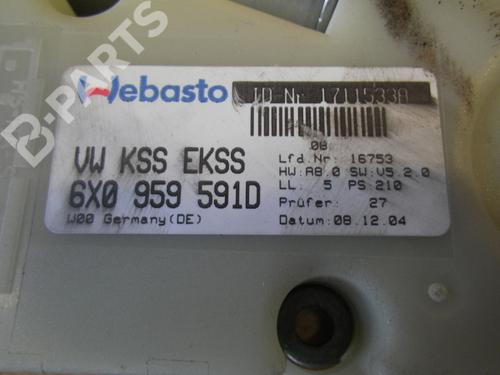 B-PARTS
Webasto
ID Nr. 1711533A
08
VW KSS EKSS
6X0 959 591D
W00 Germany(DE)
Lfd.Nr: 16753
HW:A8.0 SW:V5.2.0
LL: 5 PS:210
Prüfer: 27
Datum:08.12.04